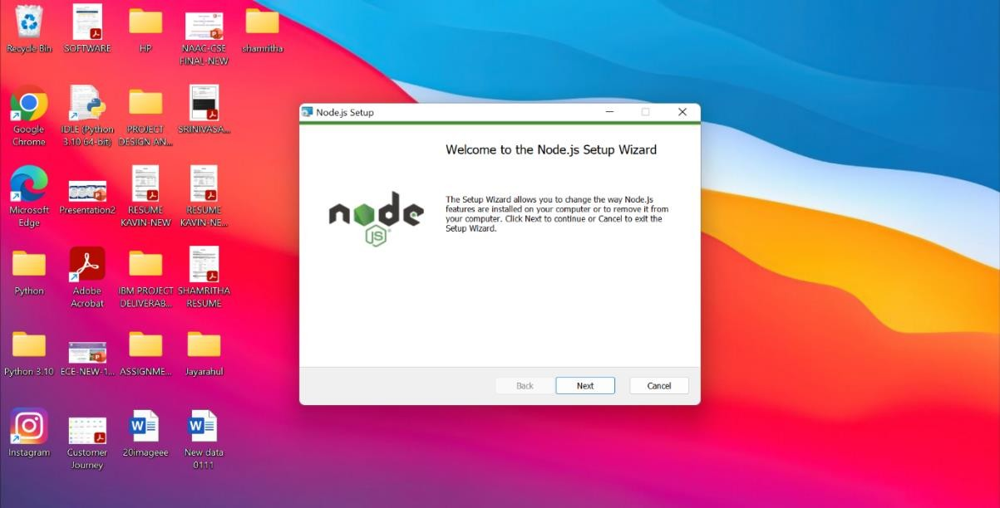 Recycle Bin
SOFTWARE
HP
NAAC-CSE
FINAL-NEW
shamritha
Google
Chrome
IDLE (Python
3.10 64-bit)
PROJECT
DESIGN AN...
SRINIVASA...
Microsoft
Edge
Presentation2
RESUME
KAVIN-NEW
RESUME
KAVIN-NE...
Python
Adobe
Acrobat
IBM PROJECT
DELIVERAB...
SHAMRITHA
RESUME
Python 3.10
ECE-NEW-1...
ASSIGNME...
Jayarahul
Instagram
Customer
Journey
20imageee
New data
0111
Node.js Setup
Welcome to the Node.js Setup Wizard
node
JS
The Setup Wizard allows you to change the way Node.js
features are installed on your computer or to remove it from
your computer. Click Next to continue or Cancel to exit the
Setup Wizard.
Back
Next
Cancel